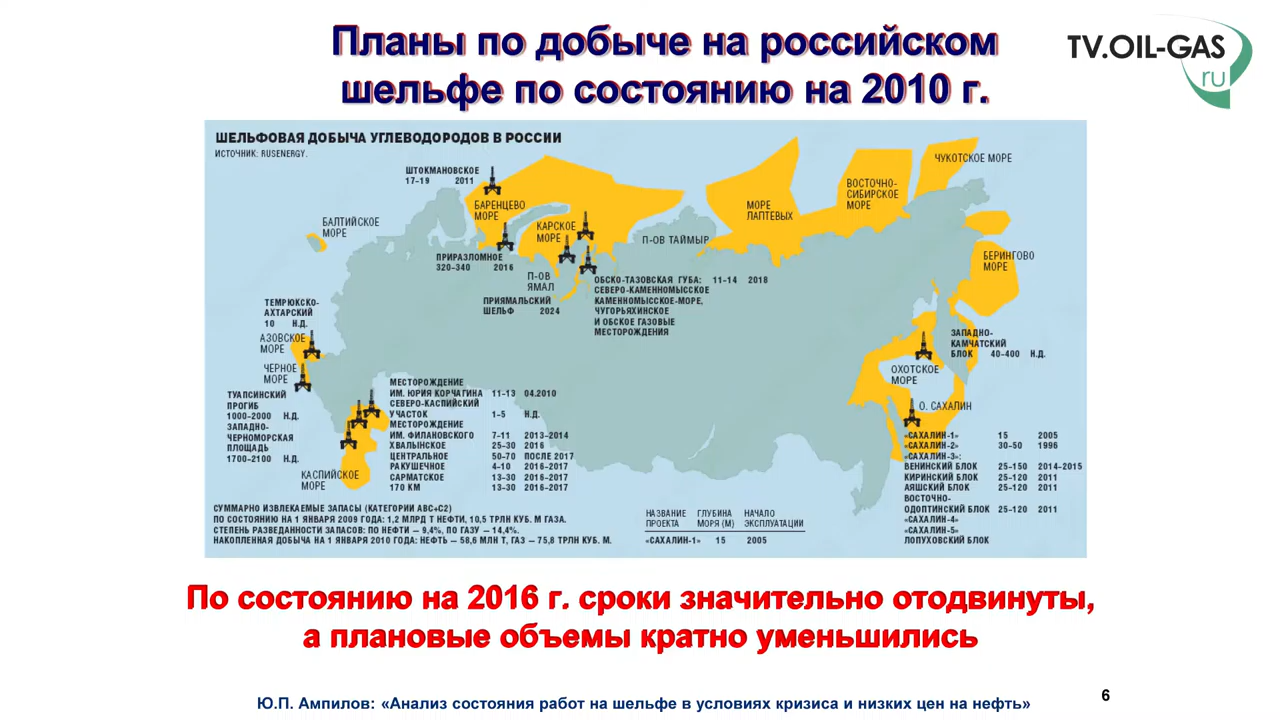 Планы по добыче на российском
шельфе по состоянию на 2010 г.
TV.OIL-GAS
ru
ШЕЛЬФОВАЯ ДОБЫЧА УГЛЕВОДОРОДОВ В РОССИИ
ИСТОЧНИК: RUSENERGY.
ШТОКМАНОВСКОЕ
17–19 2011
БАРЕНЦЕВО
МОРЕ
БАЛТИЙСКОЕ
МОРЕ
КАРСКОЕ
МОРЕ
ПРИРАЗЛОМНОЕ
320–340 2016
П-ОВ
ЯМАЛ
ПРИЯМАЛЬСКИЙ
ШЕЛЬФ 2024
П-ОВ ТАЙМЫР
ОБСКО-ТАЗОВСКАЯ ГУБА: 11–14 2018
СЕВЕРО-КАМЕННОМЫССКОЕ
КАМЕННОМЫССКОЕ-МОРЕ,
ЧУГОРЬЯХИНСКОЕ
И ОБСКОЕ ГАЗОВЫЕ
МЕСТОРОЖДЕНИЯ
МОРЕ
ЛАПТЕВЫХ
ВОСТОЧНО-
СИБИРСКОЕ
МОРЕ
ЧУКОТСКОЕ МОРЕ
БЕРИНГОВО
МОРЕ
ЗАПАДНО-
КАМЧАТСКИЙ
БЛОК 40–400 Н.Д.
ОХОТСКОЕ
МОРЕ
О. САХАЛИН
«САХАЛИН-1» 15 2005
«САХАЛИН-2» 30–50 1996
«САХАЛИН-3»:
ВЕНИНСКИЙ БЛОК 25–150 2014–2015
КИРИНСКИЙ БЛОК 25–120 2011
АЯШСКИЙ БЛОК 25–120 2011
ВОСТОЧНО-
ОДОПТИНСКИЙ БЛОК 25–120 2011
«САХАЛИН-4»
«САХАЛИН-5»
ЛОПУХОВСКИЙ БЛОК
ТЕМРЮКСКО-
АХТАРСКИЙ
10 Н.Д.
АЗОВСКОЕ
МОРЕ
ЧЕРНОЕ
МОРЕ
ТУАПСИНСКИЙ
ПРОГИБ
1000–2000 Н.Д.
ЗАПАДНО-
ЧЕРНОМОРСКАЯ
ПЛОЩАДЬ
1700–2100 Н.Д.
КАСПИЙСКОЕ
МОРЕ
МЕСТОРОЖДЕНИЕ
ИМ. ЮРИЯ КОРЧАГИНА 11–13 04.2010
СЕВЕРО-КАСПИЙСКИЙ
УЧАСТОК 1–5 Н.Д.
МЕСТОРОЖДЕНИЕ
ИМ. ФИЛАНОВСКОГО 7–11 2013–2014
ХВАЛЫНСКОЕ 25–30 2016
ЦЕНТРАЛЬНОЕ 50–70 ПОСЛЕ 2017
РАКУШЕЧНОЕ 4–10 2016–2017
САРМАТСКОЕ 13–30 2016–2017
170 КМ 13–30 2016–2017
СУММАРНО ИЗВЛЕКАЕМЫЕ ЗАПАСЫ (КАТЕГОРИИ АВС+С2)
ПО СОСТОЯНИЮ НА 1 ЯНВАРЯ 2009 ГОДА: 1,2 МЛРД Т НЕФТИ, 10,5 ТРЛН КУБ. М ГАЗА.
СТЕПЕНЬ РАЗВЕДАННОСТИ ЗАПАСОВ: ПО НЕФТИ — 9,4%, ПО ГАЗУ — 14,4%.
НАКОПЛЕННАЯ ДОБЫЧА НА 1 ЯНВАРЯ 2010 ГОДА: НЕФТЬ — 58,6 МЛН Т, ГАЗ — 75,8 ТРЛН КУБ. М.
НАЗВАНИЕ ГЛУБИНА НАЧАЛО
ПРОЕКТА МОРЯ (М) ЭКСПЛУАТАЦИИ
«САХАЛИН-1» 15 2005
По состоянию на 2016 г. сроки значительно отодвинуты,
а плановые объемы кратно уменьшились
Ю.П. Ампилов: «Анализ состояния работ на шельфе в условиях кризиса и низких цен на нефть»
6